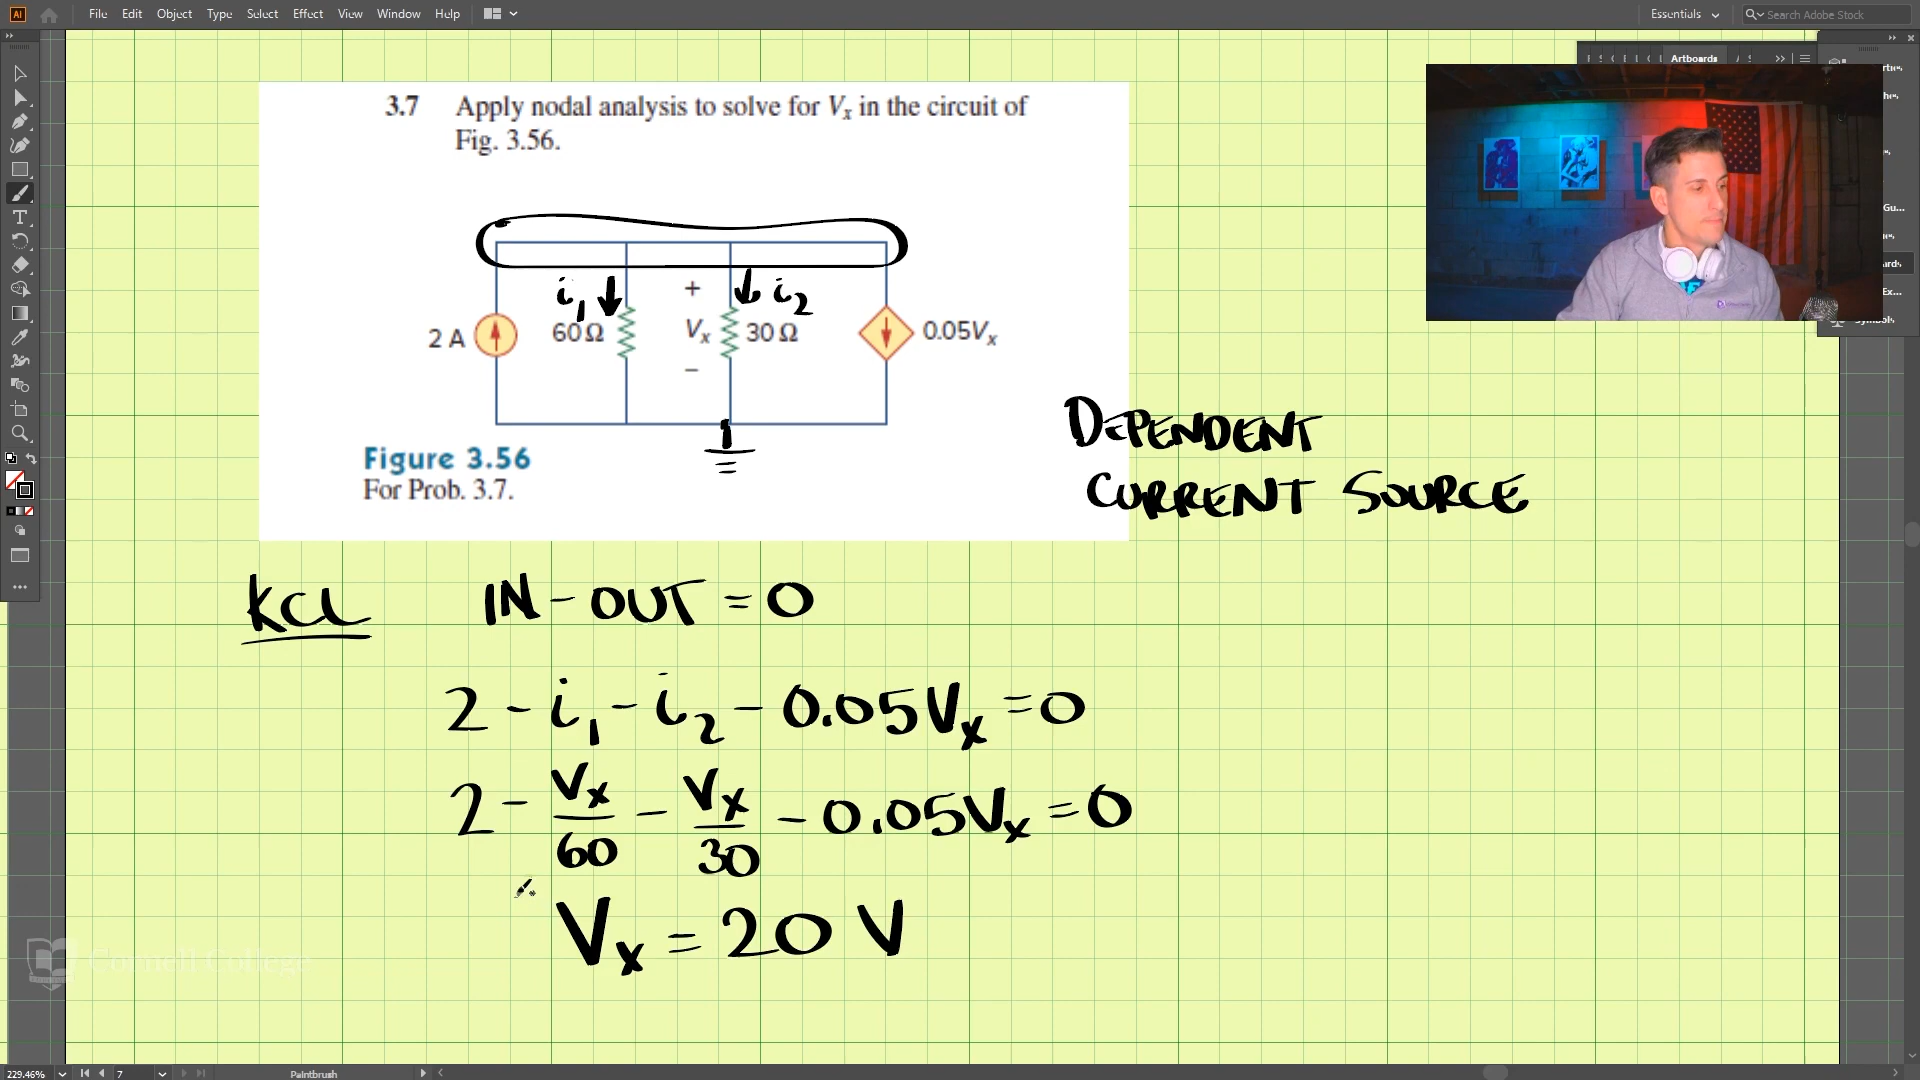 Ai File Edit Object Type Select Effect View Window Help Essentials Search Adobe Stock
Artboards
3.7 Apply nodal analysis to solve for Vx in the circuit of
Fig. 3.56.
i1 + i2
2 A 60 Ω Vx 30 Ω 0.05Vx
−
Figure 3.56
For Prob. 3.7.
DEPENDENT
CURRENT SOURCE
KCL IN - OUT = 0
2 - i1 - i2 - 0.05Vx = 0
2 - Vx/60 - Vx/30 - 0.05Vx = 0
Vx = 20 V
Cornell College
229.46% 7 Paintbrush